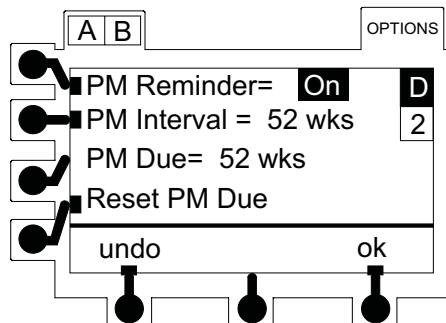 A B
OPTIONS
PM Reminder= On
D
PM Interval = 52 wks
2
PM Due= 52 wks
Reset PM Due
undo ok